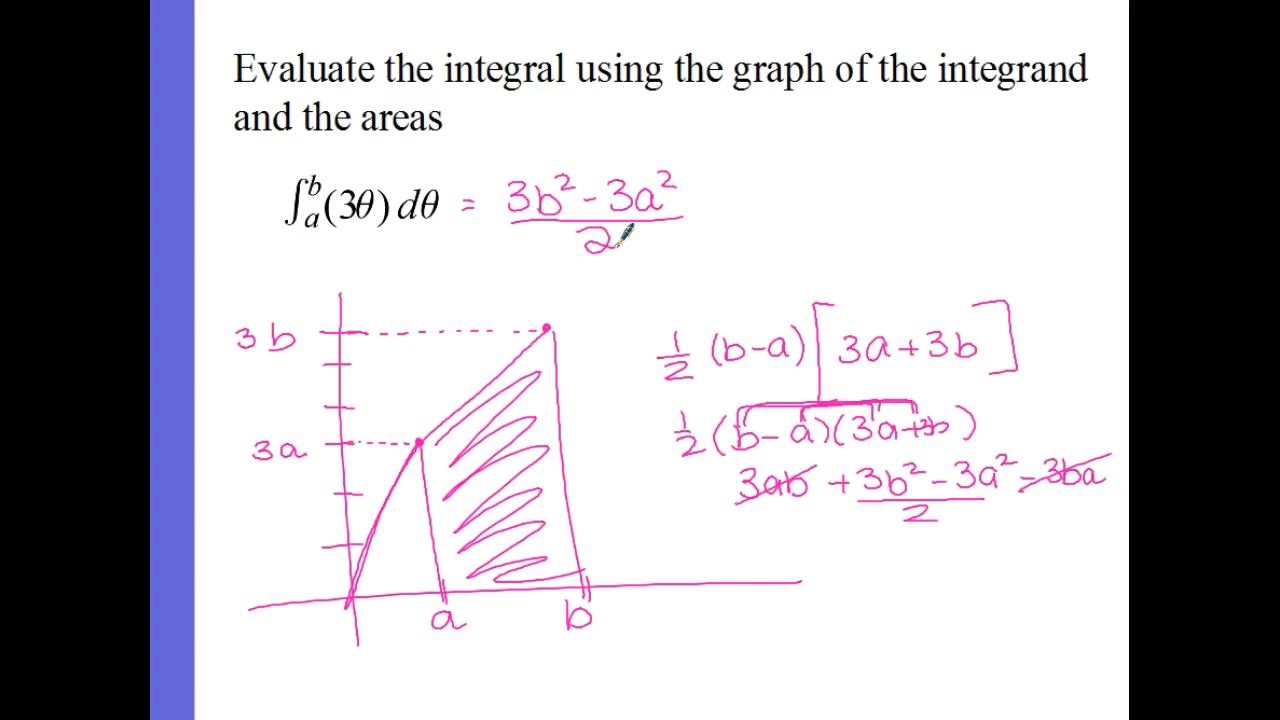 Evaluate the integral using the graph of the integrand
and the areas
∫ₐᵇ(3θ) dθ = (3b² - 3a²)/2
3b
3a
a b
1/2 (b-a) [3a+3b]
1/2 (b-a)(3a+3b)
3ab + 3b² - 3a² - 3ba
2